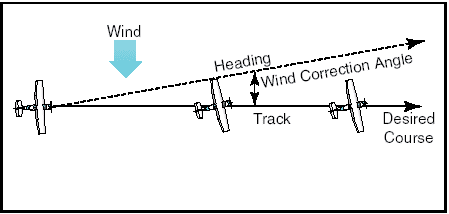 Wind
Heading
Wind Correction Angle
Track
Desired
Course